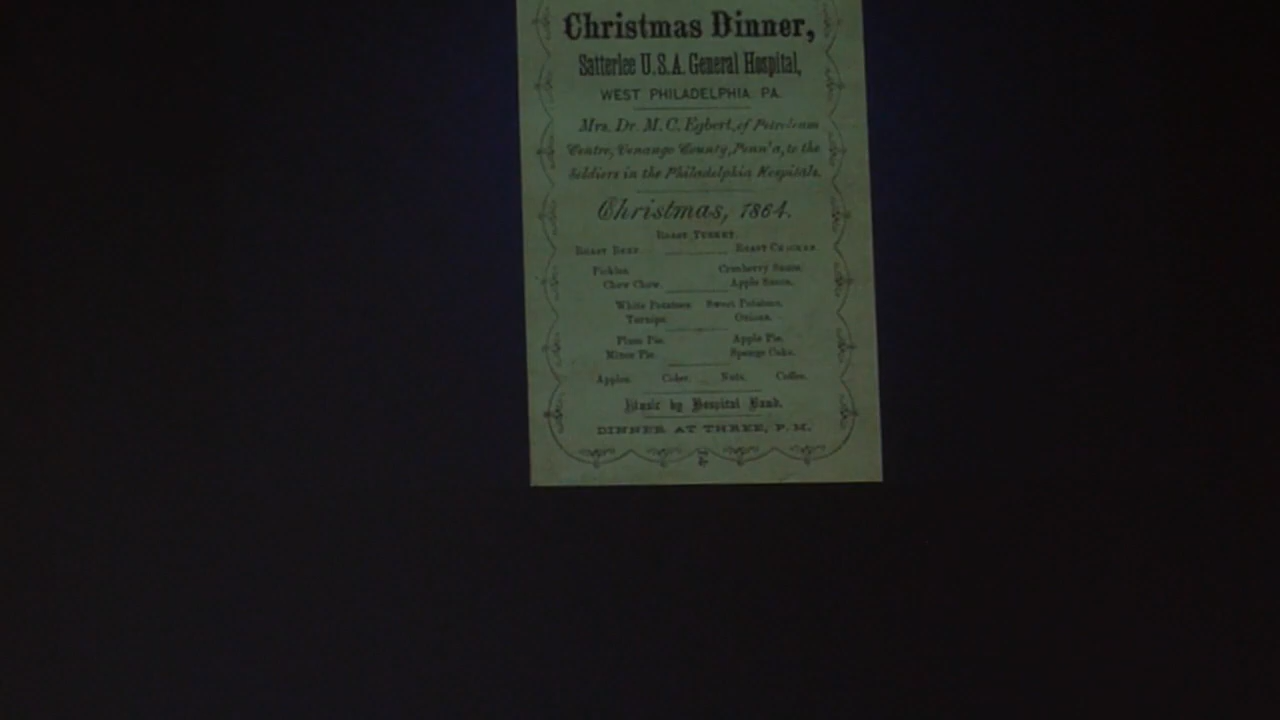 Christmas Dinner,
Satterlee U.S.A. General Hospital,
WEST PHILADELPHIA PA.
Mrs. Dr. M. C. Egbert, of Petroleum
Centre, Venango County, Penn'a, to the
Soldiers in the Philadelphia Hospitals.
Christmas, 1864.
ROAST TURKEY.
ROAST BEEF. ROAST CHICKEN.
Pickles. Cranberry Sauce.
Chow Chow. Apple Sauce.
White Potatoes. Sweet Potatoes.
Turnips. Onions.
Plum Pie. Apple Pie.
Mince Pie. Sponge Cake.
Apples. Cider. Nuts. Coffee.
Music by Hospital Band.
DINNER AT THREE, P. M.